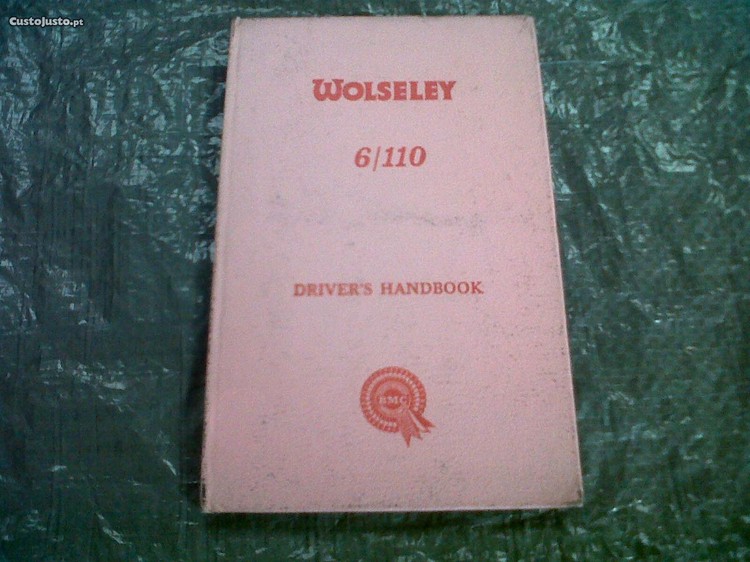 CustoJusto.pt
WOLSELEY
6/110
DRIVER'S HANDBOOK
BMC